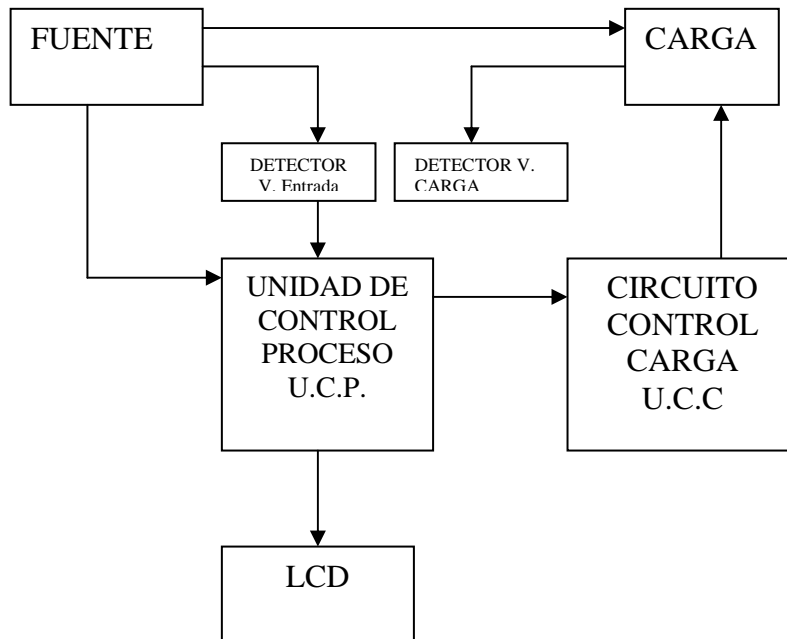 FUENTE
CARGA
DETECTOR
V. Entrada
DETECTOR V.
CARGA
UNIDAD DE
CONTROL
PROCESO
U.C.P.
CIRCUITO
CONTROL
CARGA
U.C.C
LCD